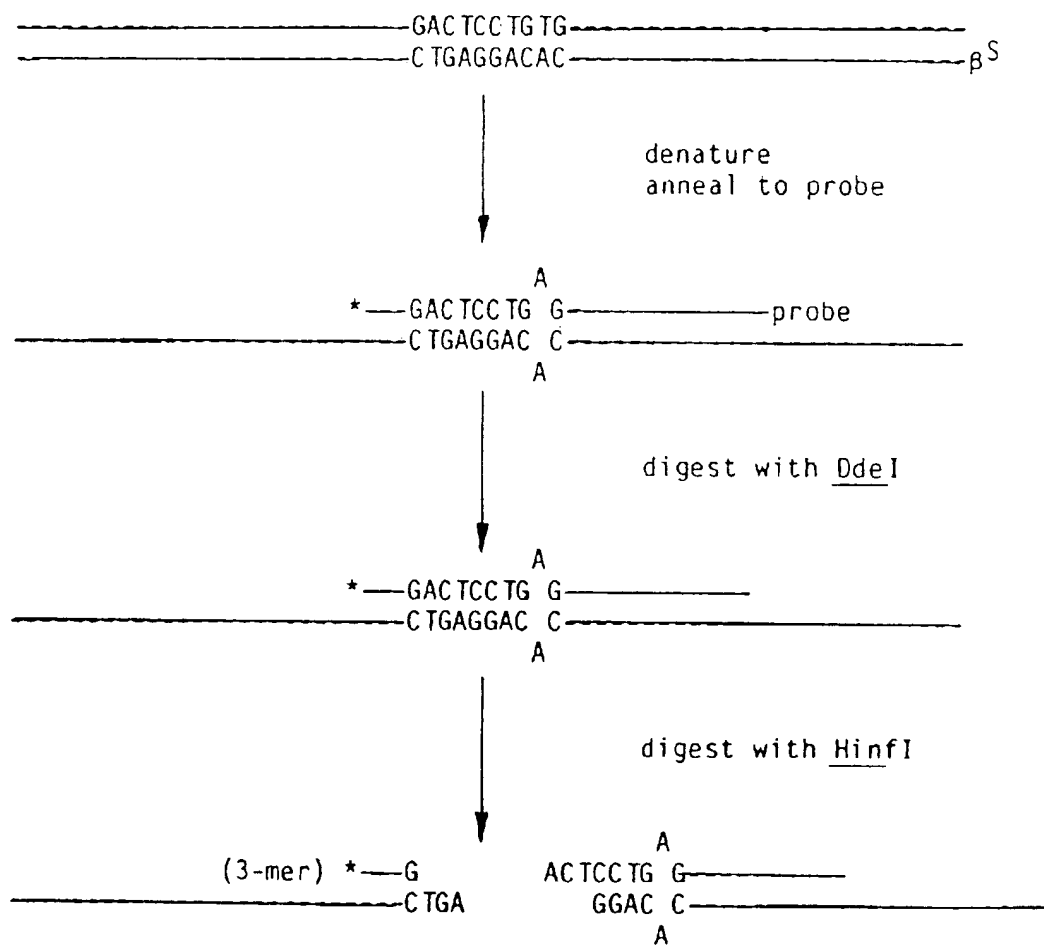 GACTCCTGTG
CTGAGGACAC βS
denature
anneal to probe
A
*—GACTCCTG G probe
CTGAGGAC C
A
digest with DdeI
A
*—GACTCCTG G
CTGAGGAC C
A
digest with HinfI
A
(3-mer) *—G ACTCCTG G
CTGA GGAC C
A